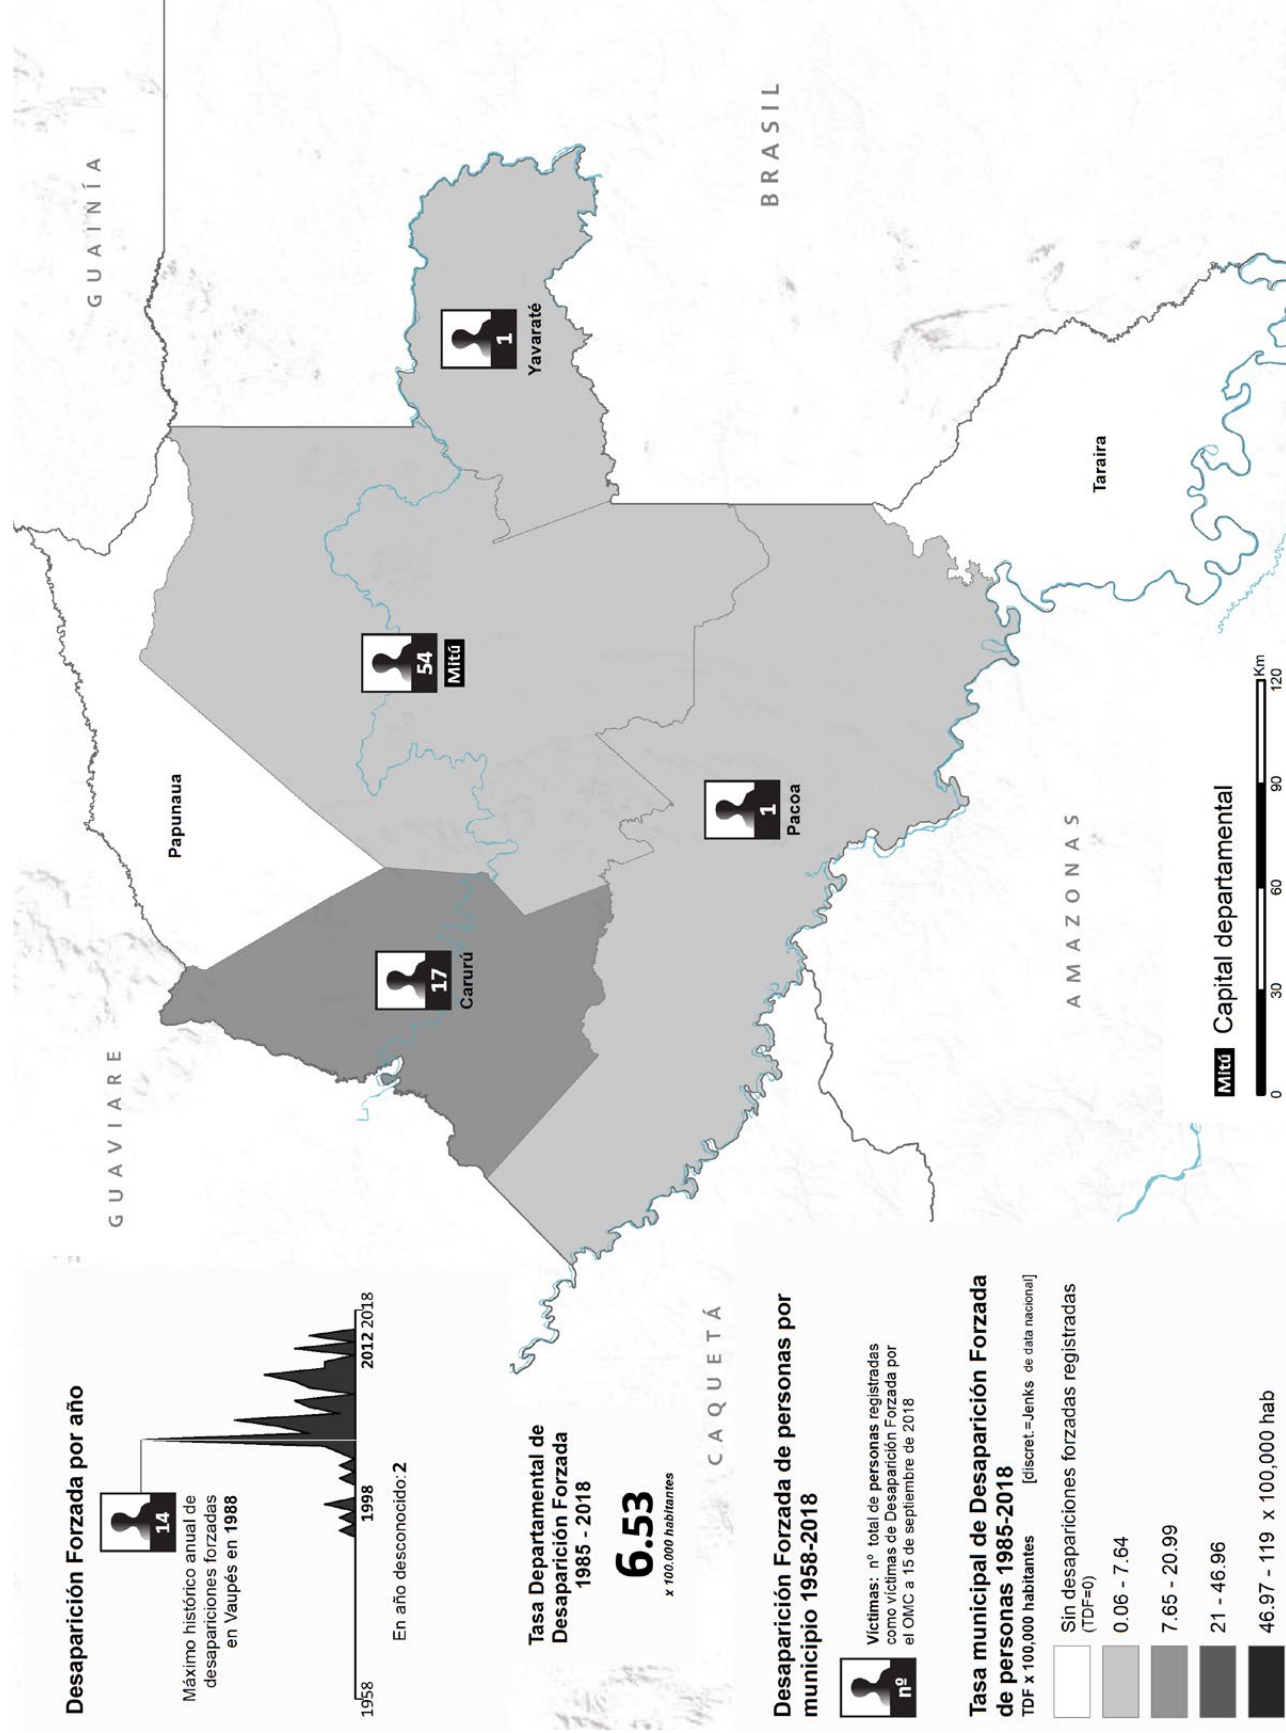 Desaparición Forzada por año
14
Máximo histórico anual de
desapariciones forzadas
en Vaupés en 1988
1958
1998
2012
2018
En año desconocido:2
Tasa Departamental de
Desaparición Forzada
1985 - 2018
6.53
x 100.000 habitantes
Desaparición Forzada de personas por
municipio 1958-2018
nº
Víctimas: nº total de personas registradas
como víctimas de Desaparición Forzada por
el OMC a 15 de septiembre de 2018
Tasa municipal de Desaparición Forzada
de personas 1985-2018
TDF x 100,000 habitantes [discret.=Jenks de data nacional]
Sin desapariciones forzadas registradas
(TDF=0)
0.06 - 7.64
7.65 - 20.99
21 - 46.96
46.97 - 119 x 100,000 hab
GUAVIARE
GUAINÍA
Papunaua
17
Carurú
54
Mitú
1
Yavaraté
1
Pacoa
BRASIL
CAQUETÁ
AMAZONAS
Taraira
Mitú Capital departamental
0 30 60 90 120
Km